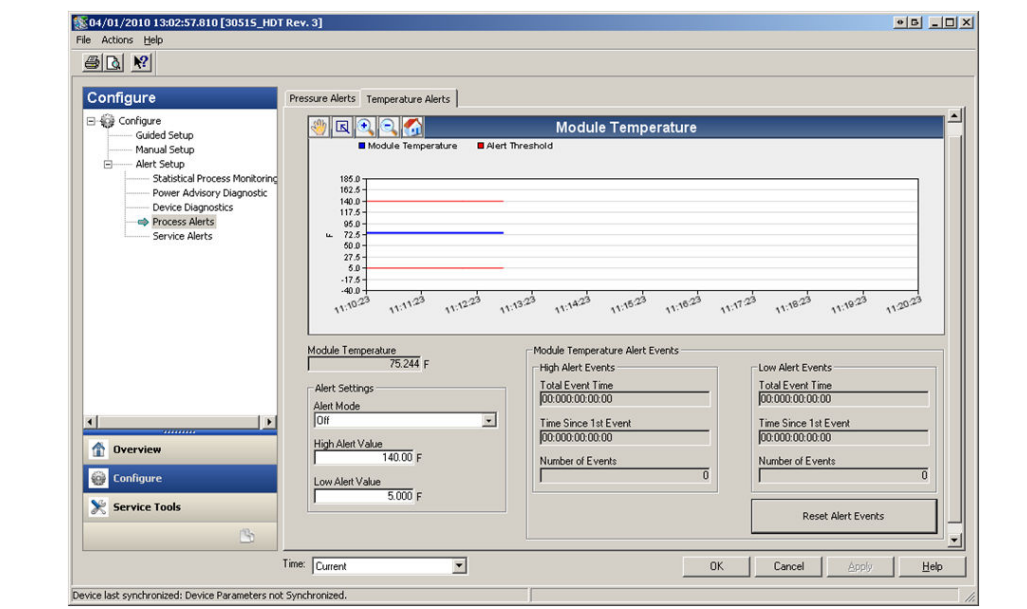 04/01/2010 13:02:57.810 [3051S_HDT Rev. 3]
File Actions Help
Configure
Configure
Guided Setup
Manual Setup
Alert Setup
Statistical Process Monitoring
Power Advisory Diagnostic
Device Diagnostics
Process Alerts
Service Alerts
Overview
Configure
Service Tools
Pressure Alerts Temperature Alerts
Module Temperature
Module Temperature Alert Threshold
185.0
162.5
140.0
117.5
95.0
72.5
50.0
27.5
5.0
-17.5
-40.0
F
11:10:23 11:11:23 11:12:23 11:13:23 11:14:23 11:15:23 11:16:23 11:17:23 11:18:23 11:19:23 11:20:23
Module Temperature
75.244 F
Alert Settings
Alert Mode
Off
High Alert Value
140.00 F
Low Alert Value
5.000 F
Module Temperature Alert Events
High Alert Events
Total Event Time
00:000:00:00:00
Time Since 1st Event
00:000:00:00:00
Number of Events
0
Low Alert Events
Total Event Time
00:000:00:00:00
Time Since 1st Event
00:000:00:00:00
Number of Events
0
Reset Alert Events
Time: Current
OK Cancel Apply Help
Device last synchronized: Device Parameters not Synchronized.